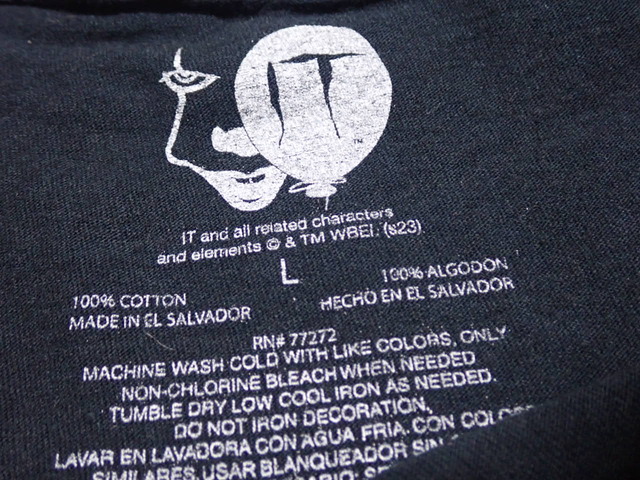 IT
™
IT and all related characters
and elements © & TM WBEI. (s23)
L
100% COTTON
MADE IN EL SALVADOR
100% ALGODON
HECHO EN EL SALVADOR
RN# 77272
MACHINE WASH COLD WITH LIKE COLORS, ONLY
NON-CHLORINE BLEACH WHEN NEEDED
TUMBLE DRY LOW COOL IRON AS NEEDED.
DO NOT IRON DECORATION,
LAVAR EN LAVADORA CON AGUA FRIA. CON
SIMILARES. USAR BLANQUEADOR SIN